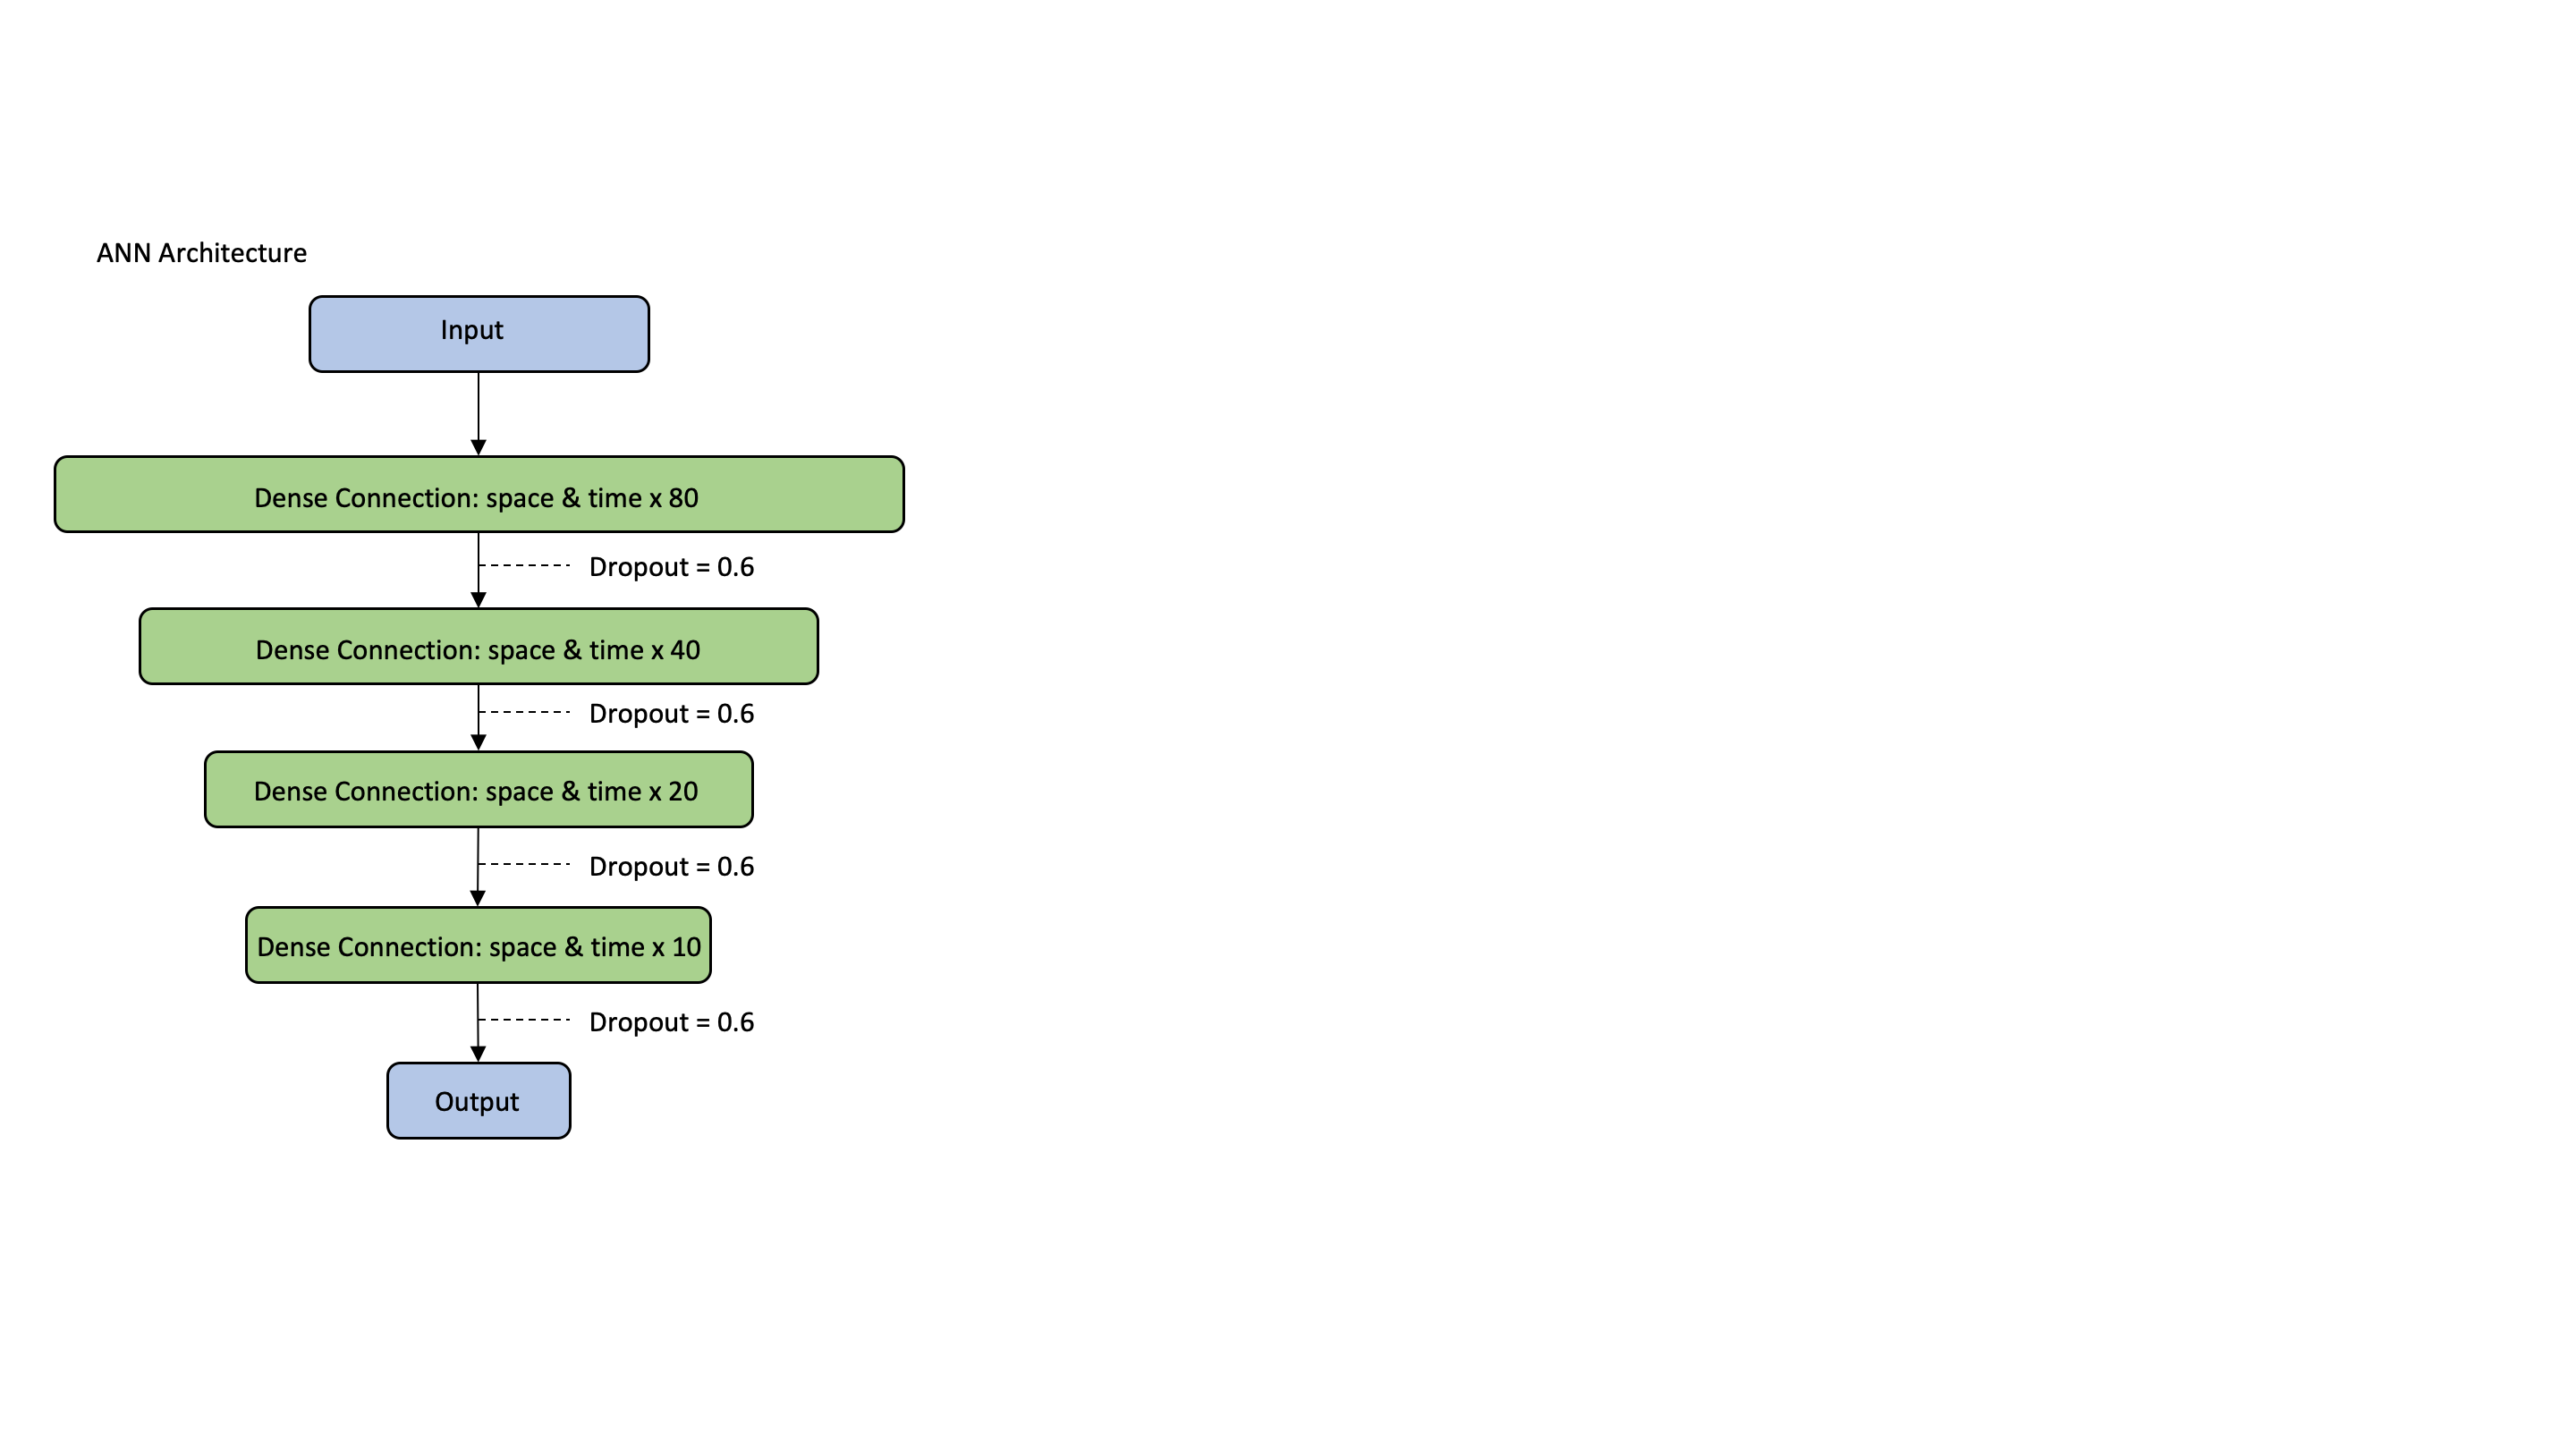 ANN Architecture
Input
Dense Connection: space & time x 80
Dropout = 0.6
Dense Connection: space & time x 40
Dropout = 0.6
Dense Connection: space & time x 20
Dropout = 0.6
Dense Connection: space & time x 10
Dropout = 0.6
Output